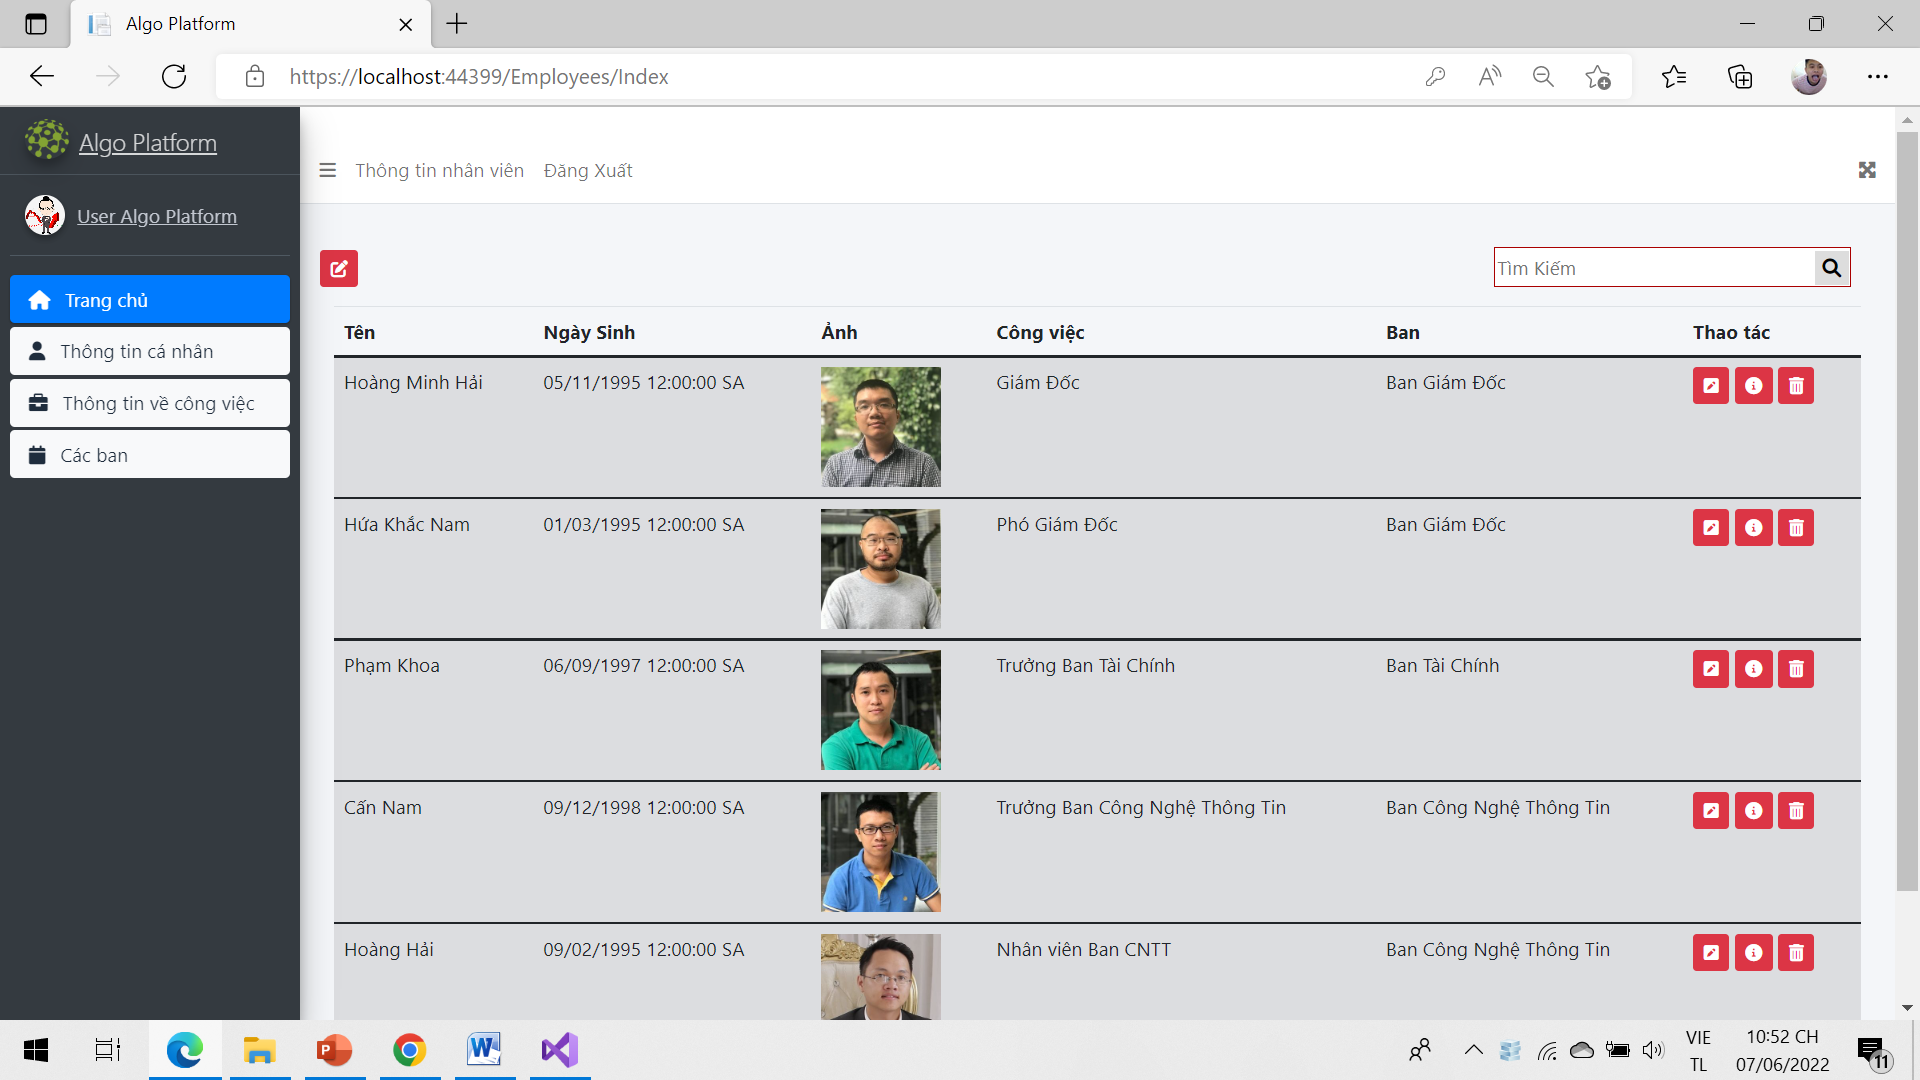 Algo Platform
https://localhost:44399/Employees/Index
Algo Platform
Thông tin nhân viên Đăng Xuất
User Algo Platform
Tìm Kiếm
Trang chủ
Thông tin cá nhân
Thông tin về công việc
Các ban
Tên Ngày Sinh Ảnh Công việc Ban Thao tác
Hoàng Minh Hải 05/11/1995 12:00:00 SA Giám Đốc Ban Giám Đốc
Hứa Khắc Nam 01/03/1995 12:00:00 SA Phó Giám Đốc Ban Giám Đốc
Phạm Khoa 06/09/1997 12:00:00 SA Trưởng Ban Tài Chính Ban Tài Chính
Cấn Nam 09/12/1998 12:00:00 SA Trưởng Ban Công Nghệ Thông Tin Ban Công Nghệ Thông Tin
Hoàng Hải 09/02/1995 12:00:00 SA Nhân viên Ban CNTT Ban Công Nghệ Thông Tin
VIE 10:52 CH
TL 07/06/2022 11